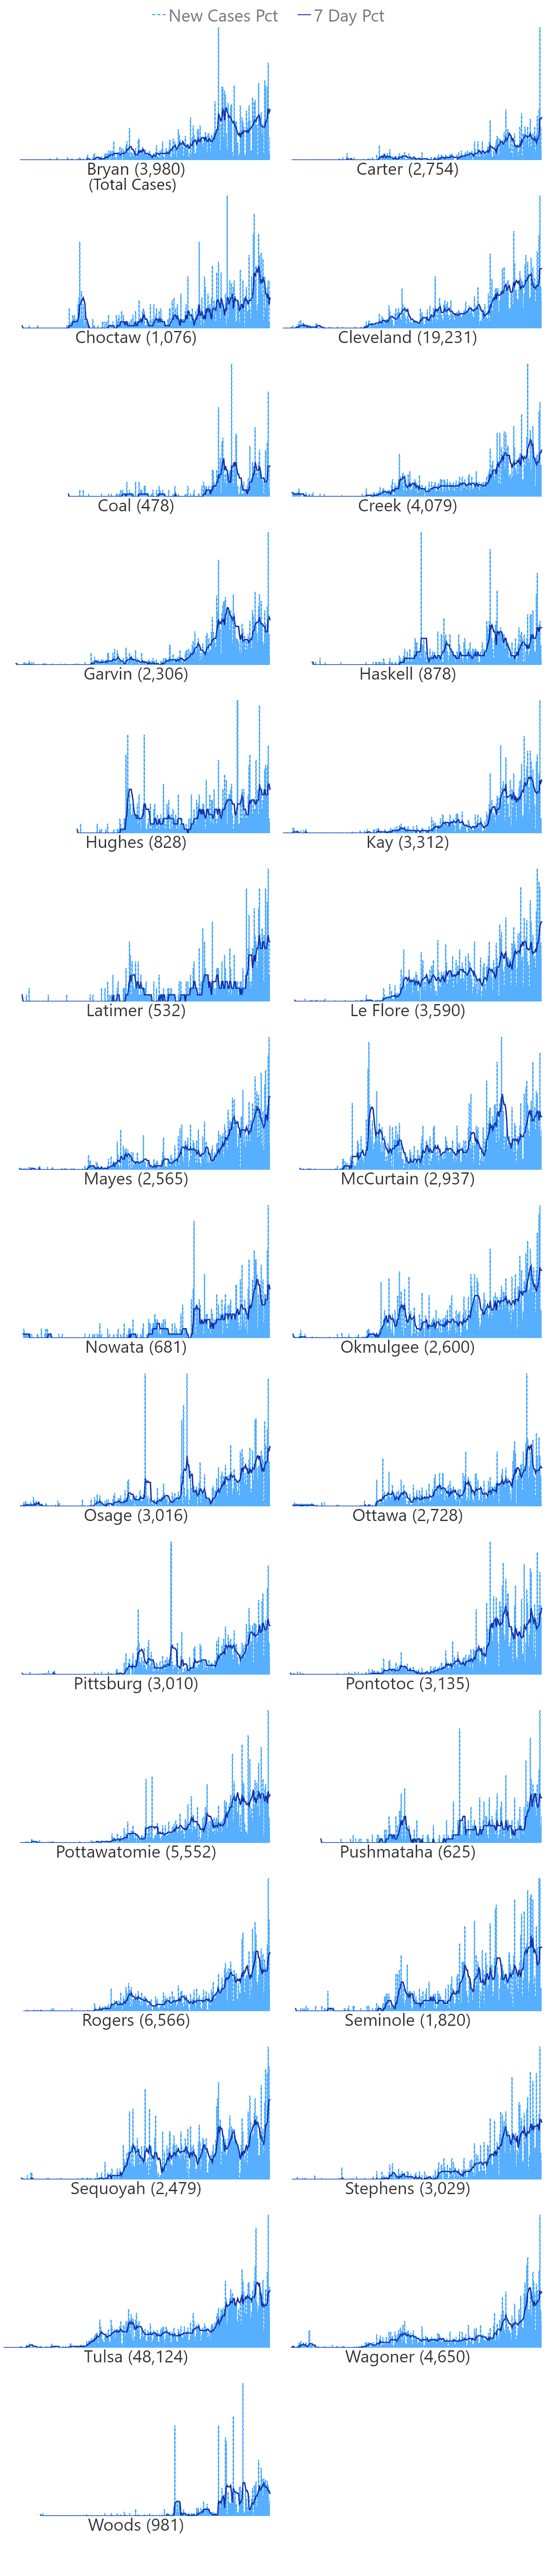 New Cases Pct 7 Day Pct
Bryan (3,980) Carter (2,754)
(Total Cases)
Choctaw (1,076) Cleveland (19,231)
Coal (478) Creek (4,079)
Garvin (2,306) Haskell (878)
Hughes (828) Kay (3,312)
Latimer (532) Le Flore (3,590)
Mayes (2,565) McCurtain (2,937)
Nowata (681) Okmulgee (2,600)
Osage (3,016) Ottawa (2,728)
Pittsburg (3,010) Pontotoc (3,135)
Pottawatomie (5,552) Pushmataha (625)
Rogers (6,566) Seminole (1,820)
Sequoyah (2,479) Stephens (3,029)
Tulsa (48,124) Wagoner (4,650)
Woods (981)